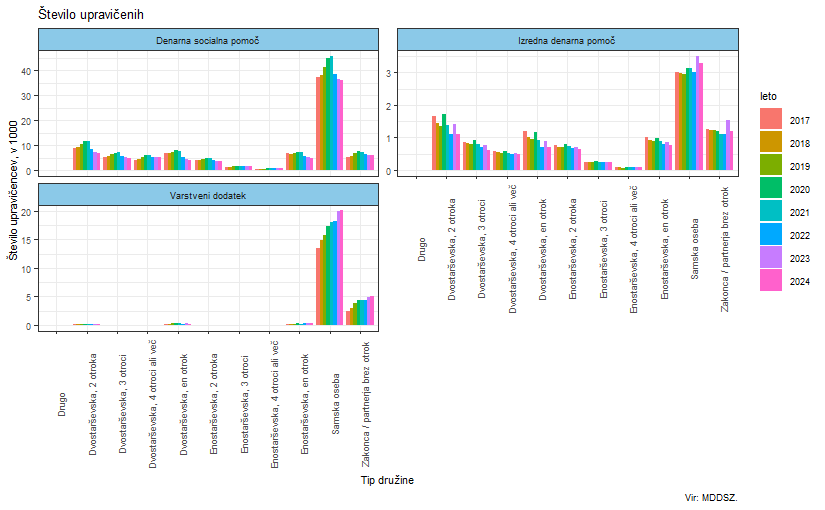 Število upravičenih
Denarna socialna pomoč
Izredna denarna pomoč
40
30
20
10
0
3
2
1
0
Varstveni dodatek
20
15
10
5
0
Število upravičencev, v 1000
Drugo
Dvostarševska, 2 otroka
Dvostarševska, 3 otroci
Dvostarševska, 4 otroci ali več
Dvostarševska, en otrok
Enostarševska, 2 otroka
Enostarševska, 3 otroci
Enostarševska, 4 otroci ali več
Enostarševska, en otrok
Samska oseba
Zakonca / partnerja brez otrok
Drugo
Dvostarševska, 2 otroka
Dvostarševska, 3 otroci
Dvostarševska, 4 otroci ali več
Dvostarševska, en otrok
Enostarševska, 2 otroka
Enostarševska, 3 otroci
Enostarševska, 4 otroci ali več
Enostarševska, en otrok
Samska oseba
Zakonca / partnerja brez otrok
Tip družine
leto
2017
2018
2019
2020
2021
2022
2023
2024
Vir: MDDSZ.